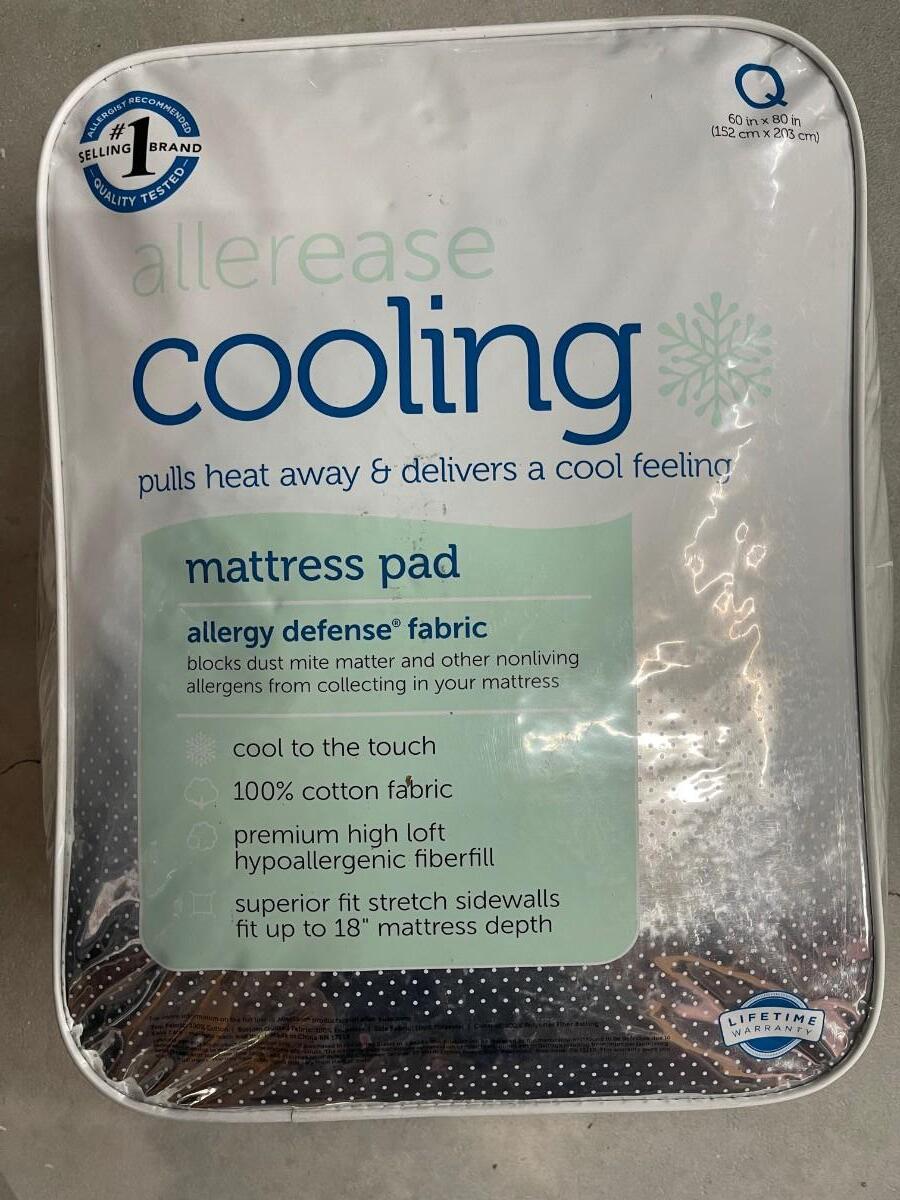 ALLERGIST RECOMMENDED
#1
SELLING BRAND
QUALITY TESTED
Q
60 in x 80 in
(152 cm x 203 cm)
allerease
cooling
pulls heat away & delivers a cool feeling
mattress pad
allergy defense® fabric
blocks dust mite matter and other nonliving
allergens from collecting in your mattress
cool to the touch
100% cotton fabric
premium high loft
hypoallergenic fiberfill
superior fit stretch sidewalls
fit up to 18" mattress depth
LIFETIME
WARRANTY